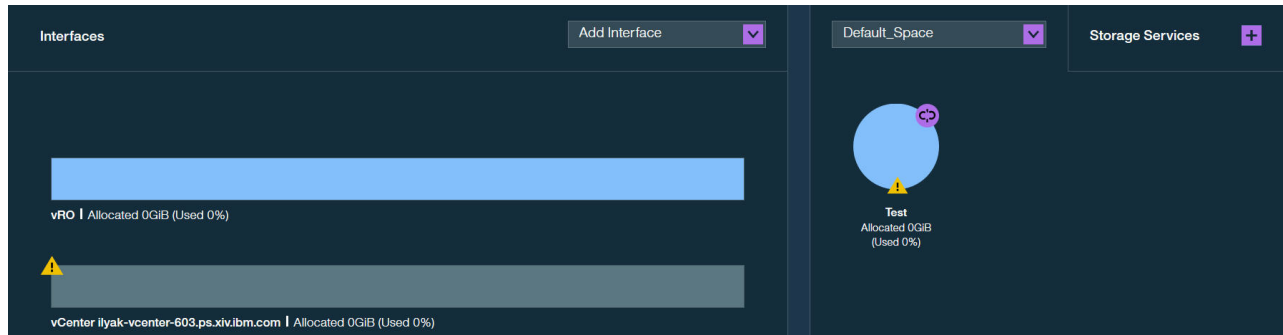 Interfaces
Add Interface
Default_Space
Storage Services
vRO | Allocated 0GiB (Used 0%)
vCenter ilyak-vcenter-603.ps.xiv.ibm.com | Allocated 0GiB (Used 0%)
Test
Allocated 0GiB
(Used 0%)